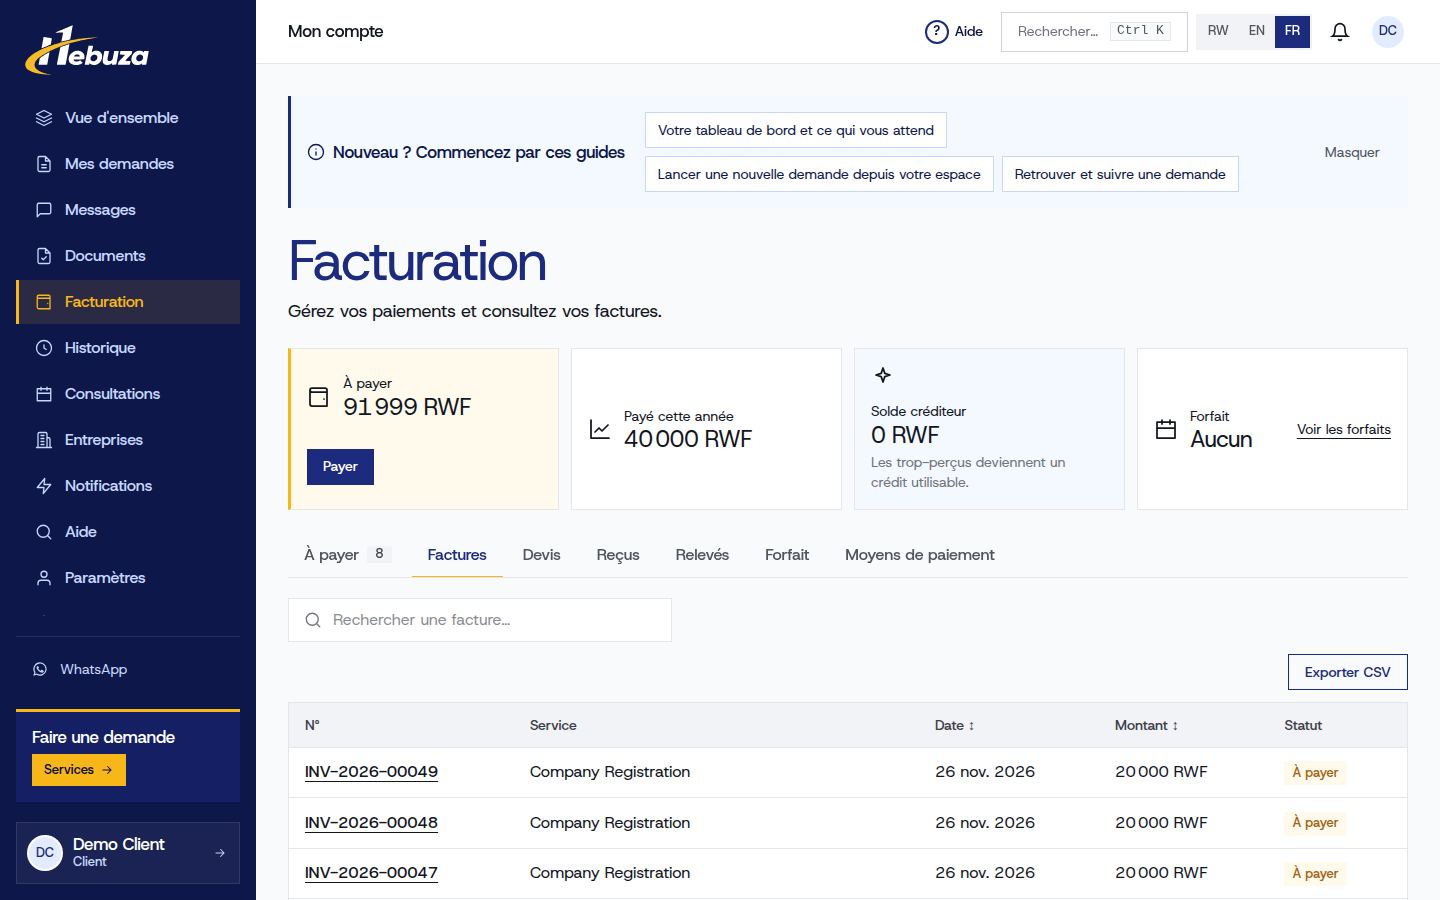 Hebuza
Vue d'ensemble
Mes demandes
Messages
Documents
Facturation
Historique
Consultations
Entreprises
Notifications
Aide
Paramètres
WhatsApp
Faire une demande
Services →
DC
Demo Client
Client
→
Mon compte
? Aide
Rechercher... Ctrl K
RW EN FR
DC
Nouveau ? Commencez par ces guides
Votre tableau de bord et ce qui vous attend
Lancer une nouvelle demande depuis votre espace
Retrouver et suivre une demande
Masquer
Facturation
Gérez vos paiements et consultez vos factures.
À payer
91 999 RWF
Payer
Payé cette année
40 000 RWF
Solde créditeur
0 RWF
Les trop-perçus deviennent un
crédit utilisable.
Forfait
Aucun
Voir les forfaits
À payer 8 Factures Devis Reçus Relevés Forfait Moyens de paiement
Rechercher une facture...
Exporter CSV
N° Service Date ↕ Montant ↕ Statut
INV-2026-00049 Company Registration 26 nov. 2026 20 000 RWF À payer
INV-2026-00048 Company Registration 26 nov. 2026 20 000 RWF À payer
INV-2026-00047 Company Registration 26 nov. 2026 20 000 RWF À payer